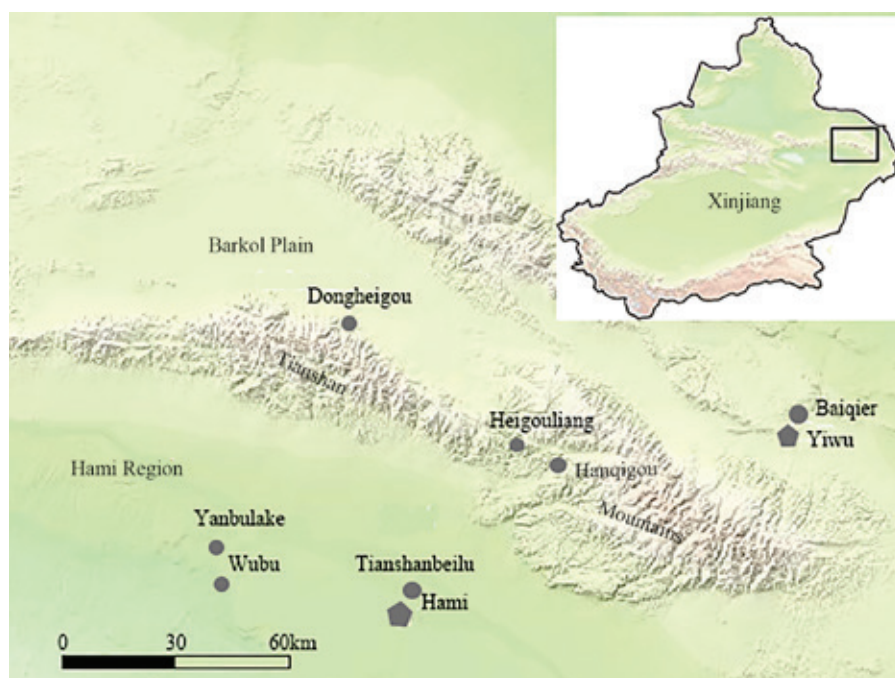 Xinjiang
Barkol Plain
Dongheigou
Tianshan
Baiqier
Heigouliang
Yiwu
Hami Region
Hanqigou
Mountains
Yanbulake
Wubu
Tianshanbeilu
Hami
0 30 60km